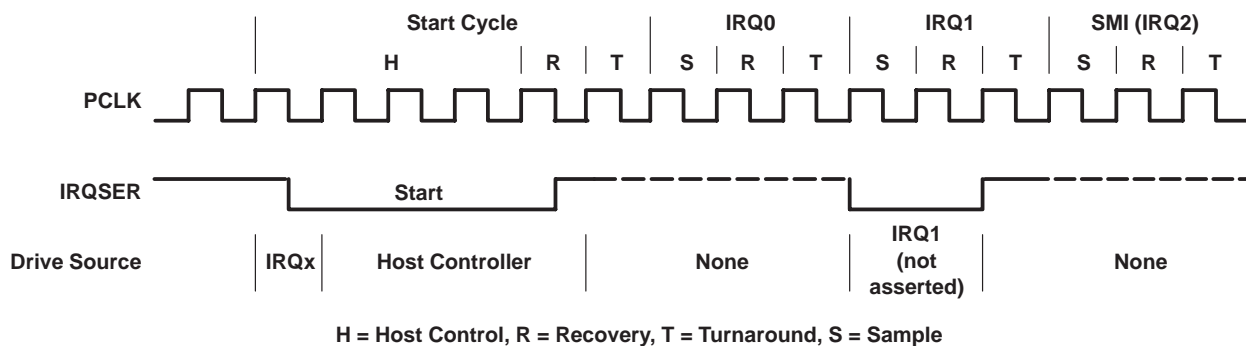 Start Cycle IRQ0 IRQ1 SMI (IRQ2)
H R T S R T S R T S R T
PCLK
IRQSER Start
Drive Source IRQx Host Controller None IRQ1 (not asserted) None
H = Host Control, R = Recovery, T = Turnaround, S = Sample